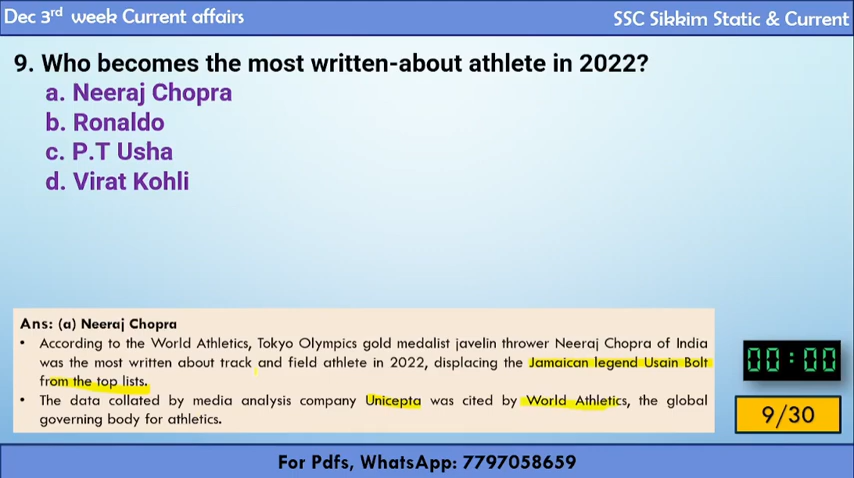 Dec 3rd week Current affairs
SSC Sikkim Static & Current
9. Who becomes the most written-about athlete in 2022?
a. Neeraj Chopra
b. Ronaldo
c. P.T Usha
d. Virat Kohli
Ans: (a) Neeraj Chopra
• According to the World Athletics, Tokyo Olympics gold medalist javelin thrower Neeraj Chopra of India
was the most written about track and field athlete in 2022, displacing the Jamaican legend Usain Bolt
from the top lists.
• The data collated by media analysis company Unicepta was cited by World Athletics, the global
governing body for athletics.
00:00
9/30
For Pdfs, WhatsApp: 7797058659